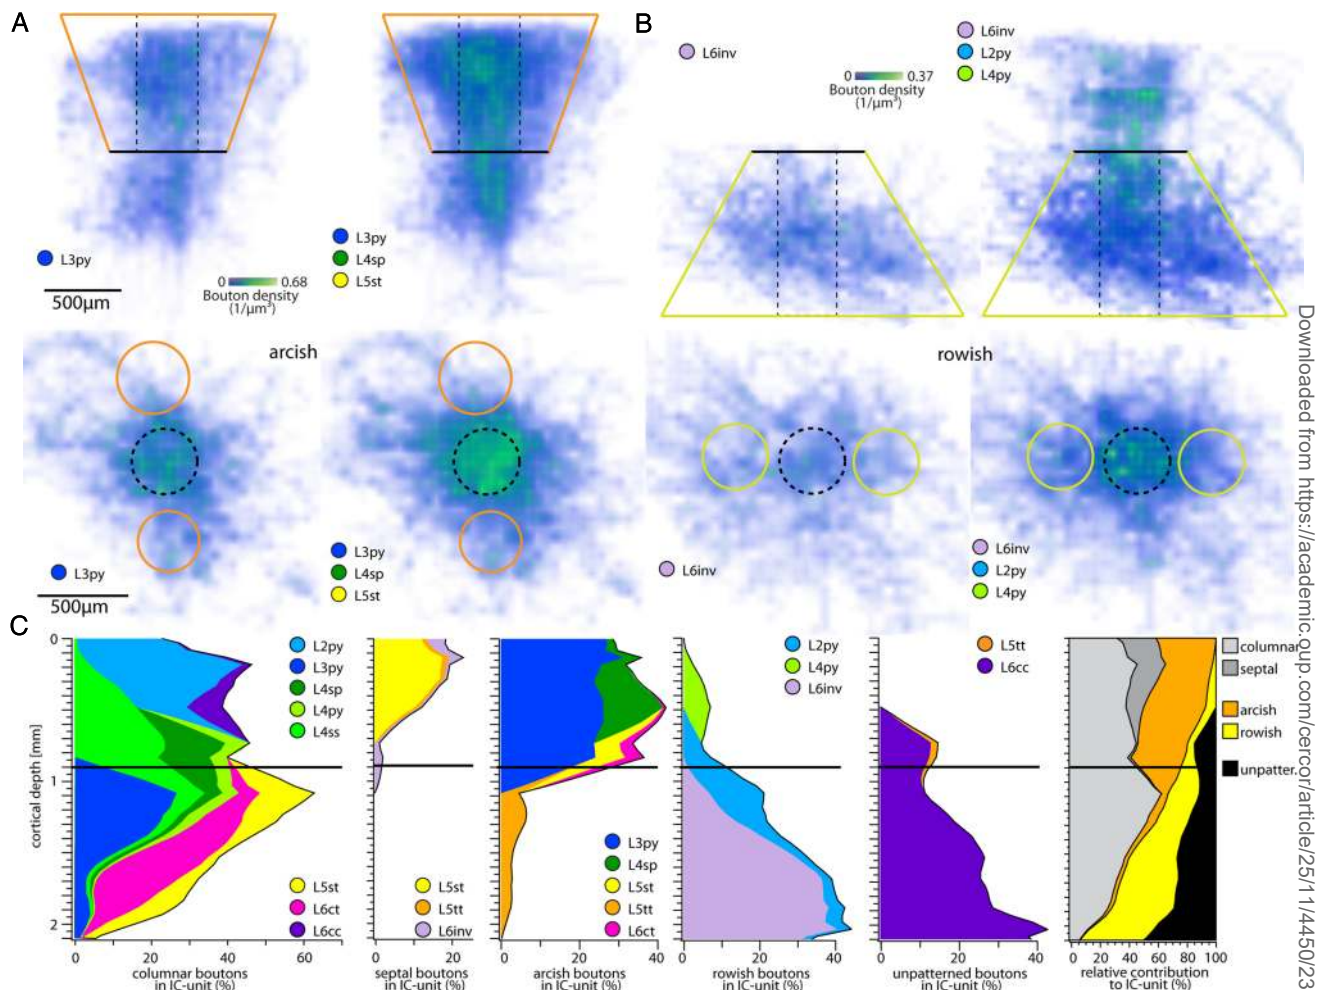 A
B
L6inv
L6inv
L2py
L4py
0 0.37
Bouton density
(1/µm³)
L3py
L3py
L4sp
L5st
0 0.68
Bouton density
(1/µm³)
500µm
arcish
rowish
L3py
L3py
L4sp
L5st
500µm
L6inv
L6inv
L2py
L4py
C
cortical depth [mm]
0
1
2
L2py
L3py
L4sp
L4py
L4ss
L5st
L6ct
L6cc
0 20 40 60
columnar boutons
in IC-unit (%)
L5st
L5tt
L6inv
0 20
septal boutons
in IC-unit (%)
L3py
L4sp
L5st
L5tt
L6ct
0 20 40
arcish boutons
in IC-unit (%)
L2py
L4py
L6inv
0 20 40
rowish boutons
in IC-unit (%)
L5tt
L6cc
0 20 40
unpatterned boutons
in IC-unit (%)
columnar
septal
arcish
rowish
unpatter.
0 20 40 60 80 100
relative contribution
to IC-unit (%)
Downloaded from https://academic.oup.com/cercor/article/25/11/4450/23